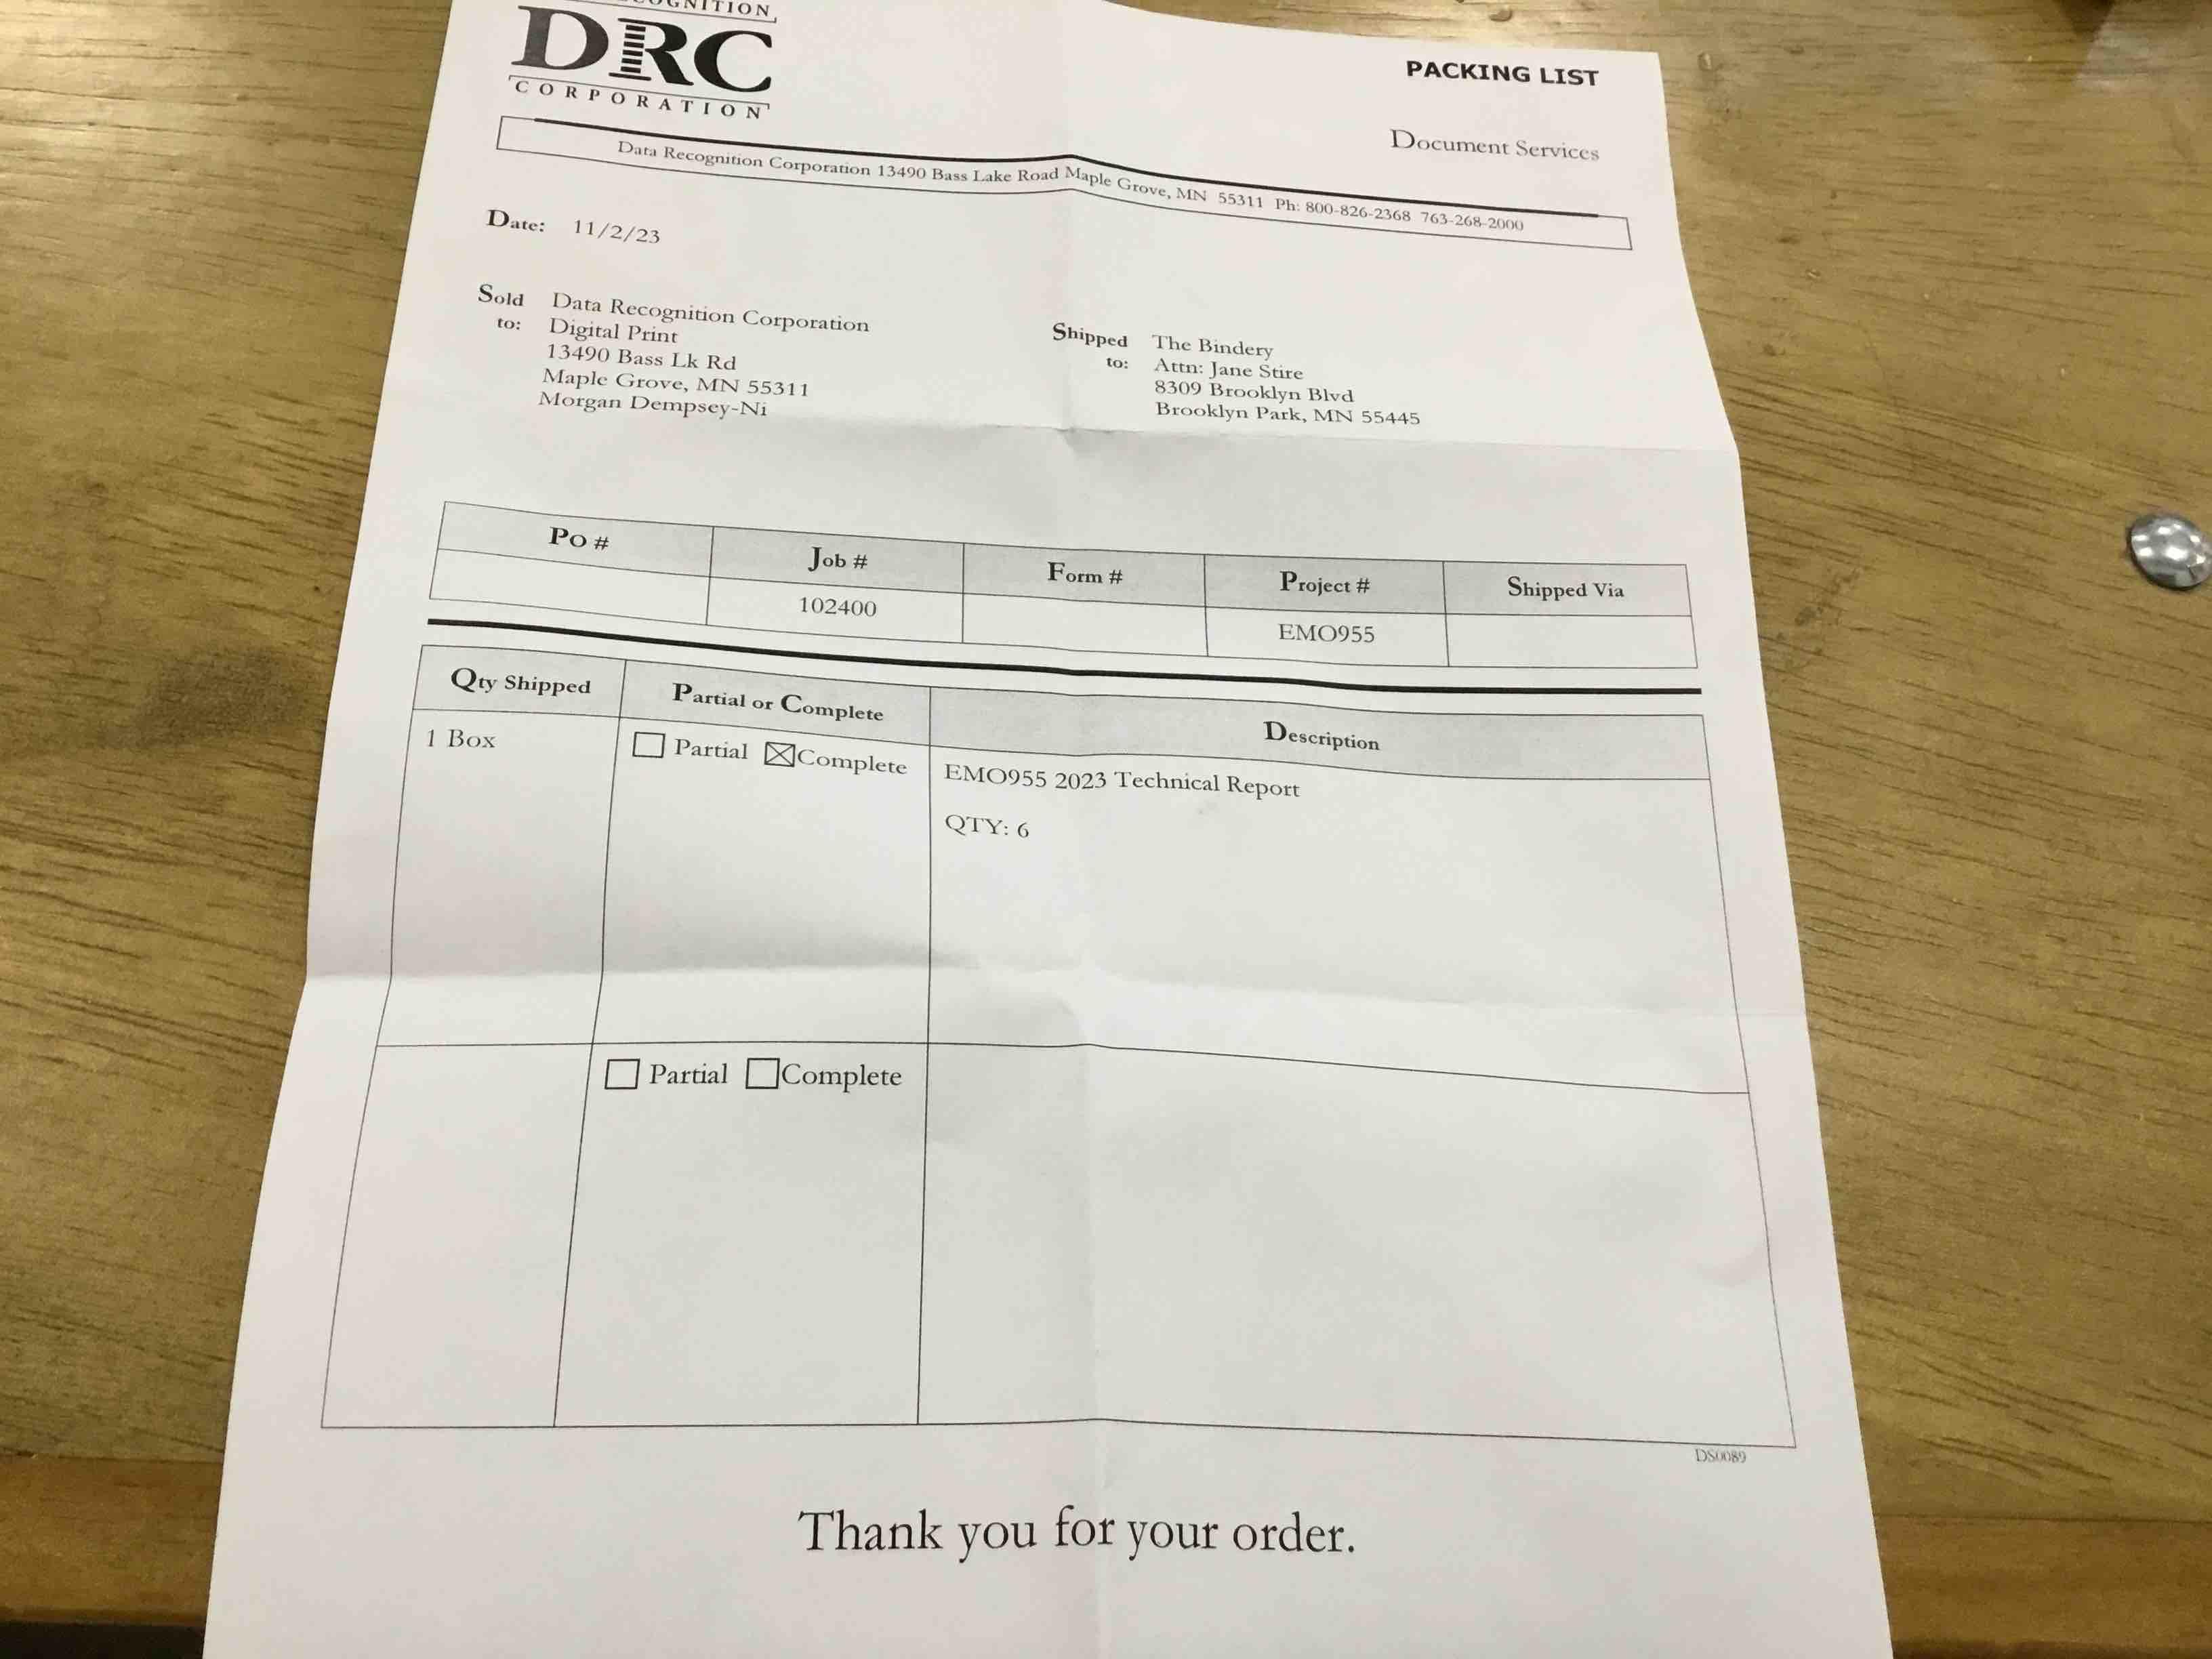 DRC
CORPORATION
PACKING LIST
Document Services
Data Recognition Corporation 13490 Bass Lake Road Maple Grove, MN 55311 Ph: 800-826-2368 763-268-2000
Date: 11/2/23
Sold to: Data Recognition Corporation
Digital Print
13490 Bass Lk Rd
Maple Grove, MN 55311
Morgan Dempsey-Ni
Shipped to: The Bindery
Attn: Jane Stire
8309 Brooklyn Blvd
Brooklyn Park, MN 55445
Po # Job # Form # Project # Shipped Via
102400 EMO955
Qty Shipped Partial or Complete Description
1 Box Partial Complete EMO955 2023 Technical Report
QTY: 6
Partial Complete
DS0089
Thank you for your order.